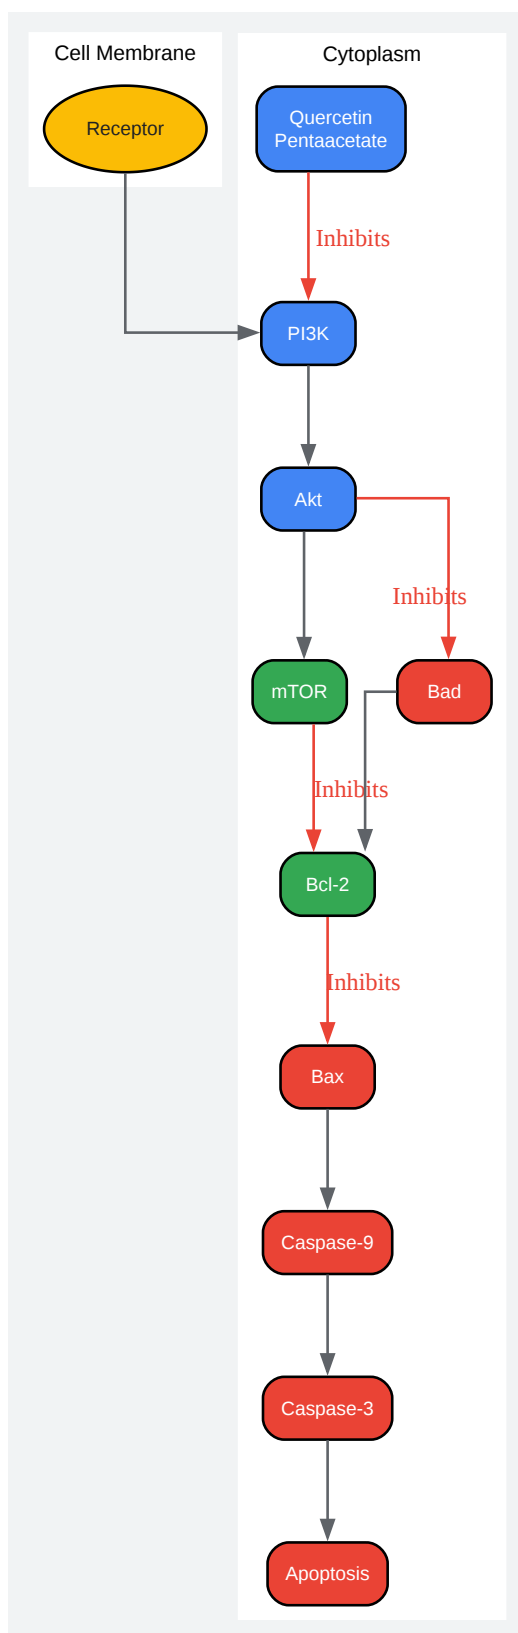 Cell Membrane
Cytoplasm
Receptor
Quercetin
Pentaacetate
Inhibits
PI3K
Akt
Inhibits
mTOR
Bad
Inhibits
Bcl-2
Inhibits
Bax
Caspase-9
Caspase-3
Apoptosis